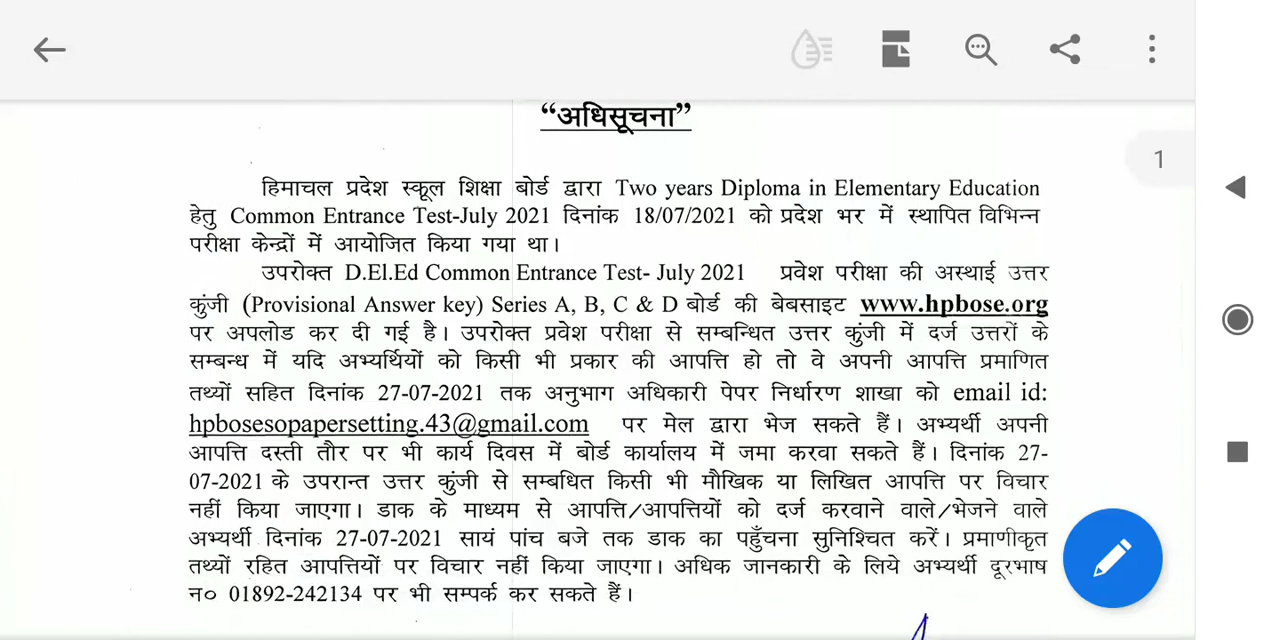 “अधिसूचना”
1
हिमाचल प्रदेश स्कूल शिक्षा बोर्ड द्वारा Two years Diploma in Elementary Education
हेतु Common Entrance Test-July 2021 दिनांक 18/07/2021 को प्रदेश भर में स्थापित विभिन्न
परीक्षा केन्द्रों में आयोजित किया गया था।
उपरोक्त D.El.Ed Common Entrance Test- July 2021 प्रवेश परीक्षा की अस्थाई उत्तर
कुंजी (Provisional Answer key) Series A, B, C & D बोर्ड की बेबसाइट www.hpbose.org
पर अपलोड कर दी गई है। उपरोक्त प्रवेश परीक्षा से सम्बन्धित उत्तर कुंजी में दर्ज उत्तरों के
सम्बन्ध में यदि अभ्यर्थियों को किसी भी प्रकार की आपत्ति हो तो वे अपनी आपत्ति प्रमाणित
तथ्यों सहित दिनांक 27-07-2021 तक अनुभाग अधिकारी पेपर निर्धारण शाखा को email id:
hpbosesopapersetting.43@gmail.com पर मेल द्वारा भेज सकते हैं। अभ्यर्थी अपनी
आपत्ति दस्ती तौर पर भी कार्य दिवस में बोर्ड कार्यालय में जमा करवा सकते हैं। दिनांक 27-
07-2021 के उपरान्त उत्तर कुंजी से सम्बधित किसी भी मौखिक या लिखित आपत्ति पर विचार
नहीं किया जाएगा। डाक के माध्यम से आपत्ति/आपत्तियों को दर्ज करवाने वाले/भेजने वाले
अभ्यर्थी दिनांक 27-07-2021 सायं पांच बजे तक डाक का पहुँचना सुनिश्चित करें। प्रमाणीकृत
तथ्यों रहित आपत्तियों पर विचार नहीं किया जाएगा। अधिक जानकारी के लिये अभ्यर्थी दूरभाष
न० 01892-242134 पर भी सम्पर्क कर सकते हैं।